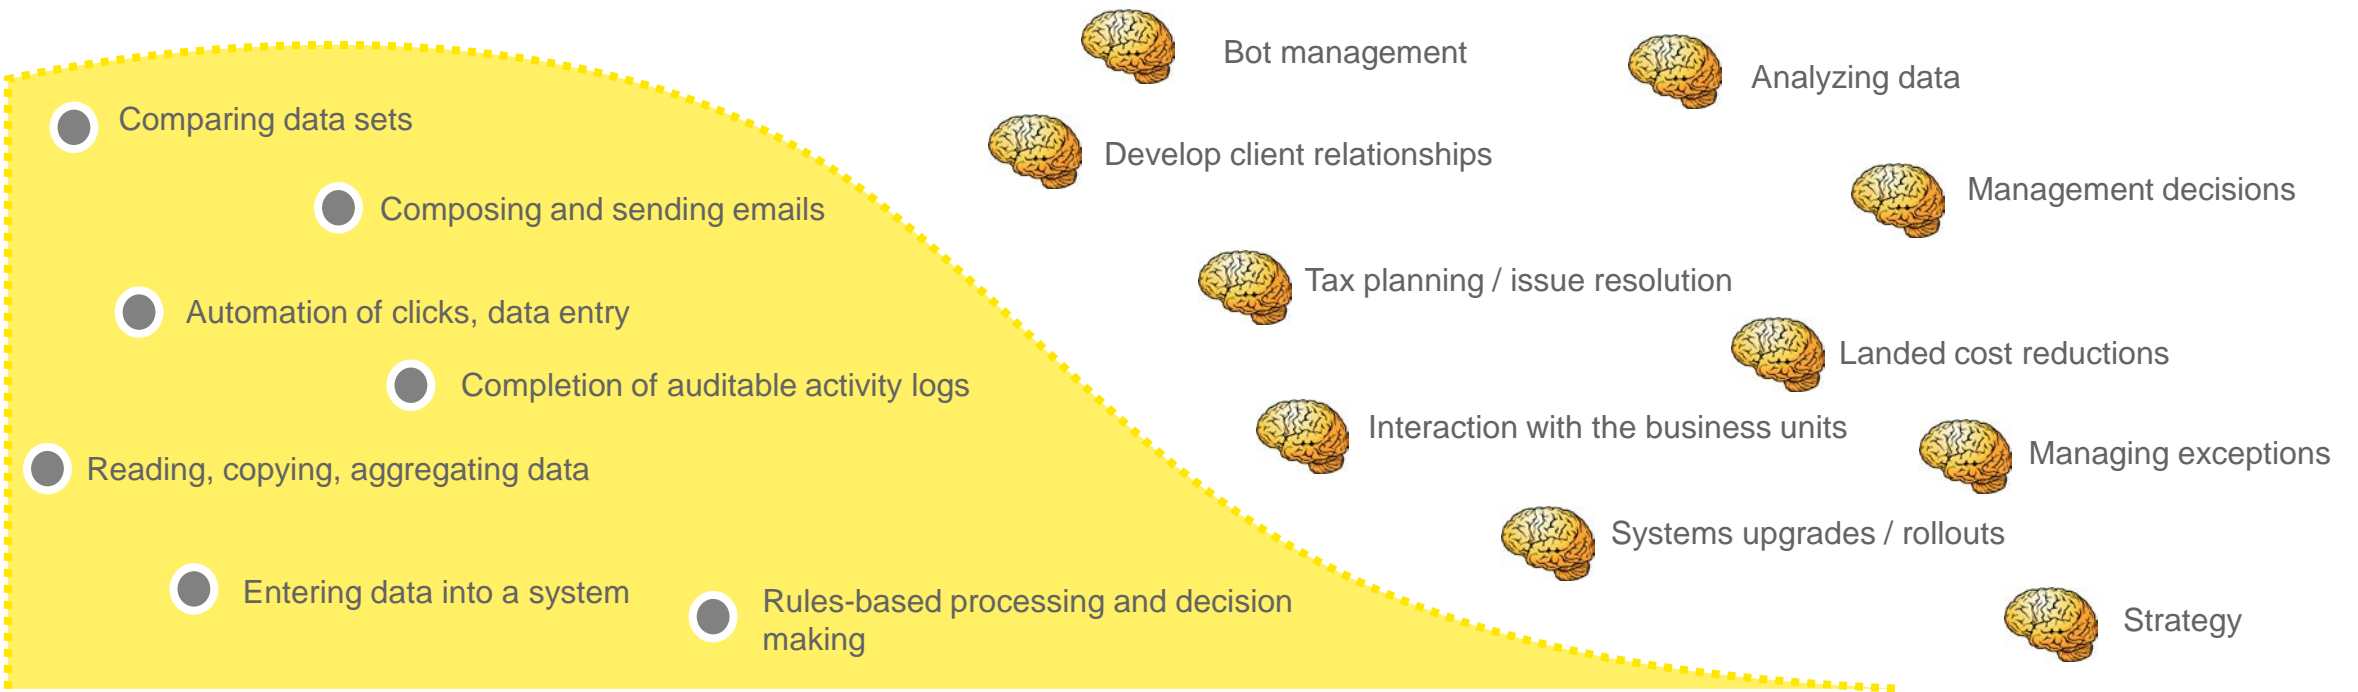 Bot management
Analyzing data
Comparing data sets
Develop client relationships
Management decisions
Composing and sending emails
Tax planning / issue resolution
Automation of clicks, data entry
Landed cost reductions
Completion of auditable activity logs
Interaction with the business units
Managing exceptions
Reading, copying, aggregating data
Systems upgrades / rollouts
Entering data into a system
Rules-based processing and decision
making
Strategy